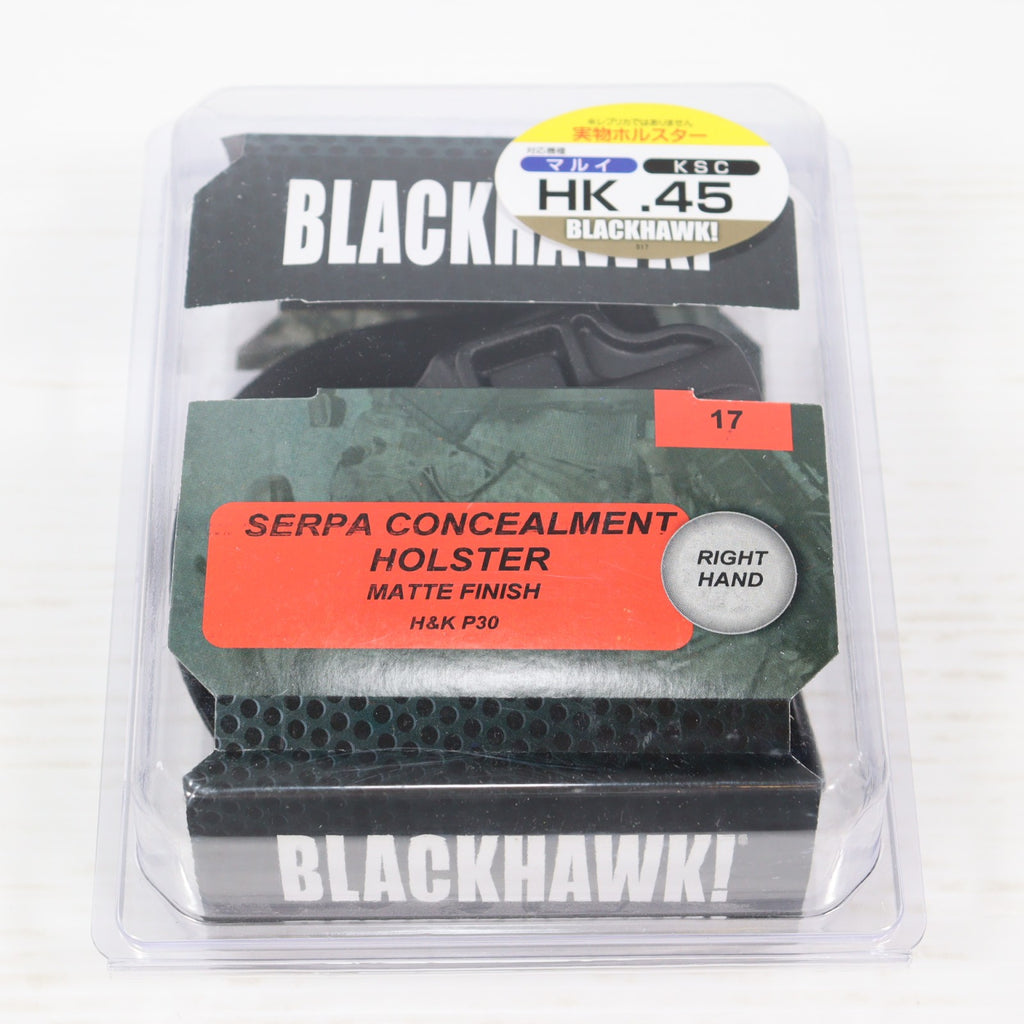 ※レプリカではありません
実物ホルスター
対応機種
マルイ KSC
HK .45
BLACKHAWK!
517
BLACKHAWK!
17
SERPA CONCEALMENT
HOLSTER
MATTE FINISH
H&K P30
RIGHT
HAND
BLACKHAWK!®